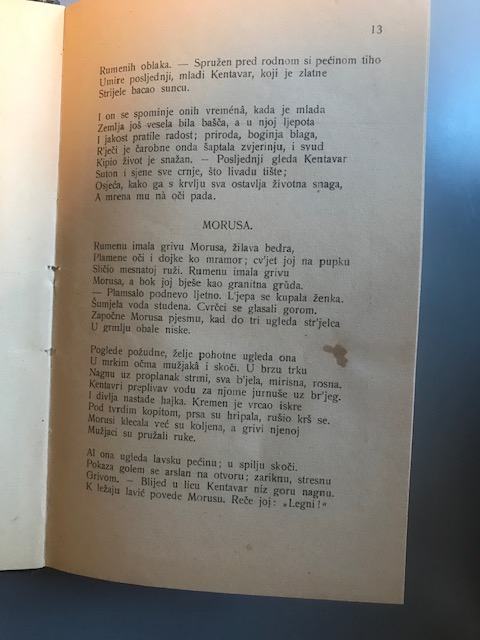 13
Rumenih oblaka. — Spružen pred rodnom si pećinom tiho
Umire posljednji, mladi Kentavar, koji je zlatne
Strijele bacao suncu.
I on se spominje onih vremênâ, kada je mlada
Zemlja još vesela bila bašča, a u njoj ljepota
I jakost pratile radost; priroda, boginja blaga,
R'ječi je čarobne onda šaptala zvjerinju, i svud
Kipio život je snažan. — Posljednji gleda Kentavar
Suton i sjene sve crnje, što livadu tište;
Osjeća, kako ga s krvlju sva ostavlja životna snaga,
A mrena mu nà oči pada.
MORUSA.
Rumenu imala grivu Morusa, žilava bedra,
Plamene oči i dojke ko mramor; cv'jet joj na pupku
Sličio mesnatoj ruži. Rumenu imala grivu
Morusa, a bok joj bješe kao granitna grùda.
— Plamsalo podnevo ljetno. L'jepa se kupala ženka.
Šumjela voda studena. Cvrčci se glasali gorom.
Započne Morusa pjesmu, kad do tri ugleda str'jelca
U grmlju obale niske.
Poglede požudne, želje pohotne ugleda ona
U mrkim očma mužjakâ i skoči. U brzu trku
Nagnu uz proplanak strmi, sva b'jela, mirisna, rosna.
Kentavri preplivav vodu za njome jurnuše uz br'jeg.
I divlja nastade hajka. Kremen je vrcao iskre
Pod tvrdim kopitom, prsa su hripala, rušio krš se.
Morusi klecala već su koljena, a grivi njenoj
Mužjaci su pružali ruke.
Al ona ugleda lavsku pećinu; u spilju skoči.
Pokaza golem se arslan na otvoru; zariknu, stresnu
Grivom. — Blijed u licu Kentavar niz goru nagnu.
K ležaju lavić povede Morusu. Reče joj: „Legni!"